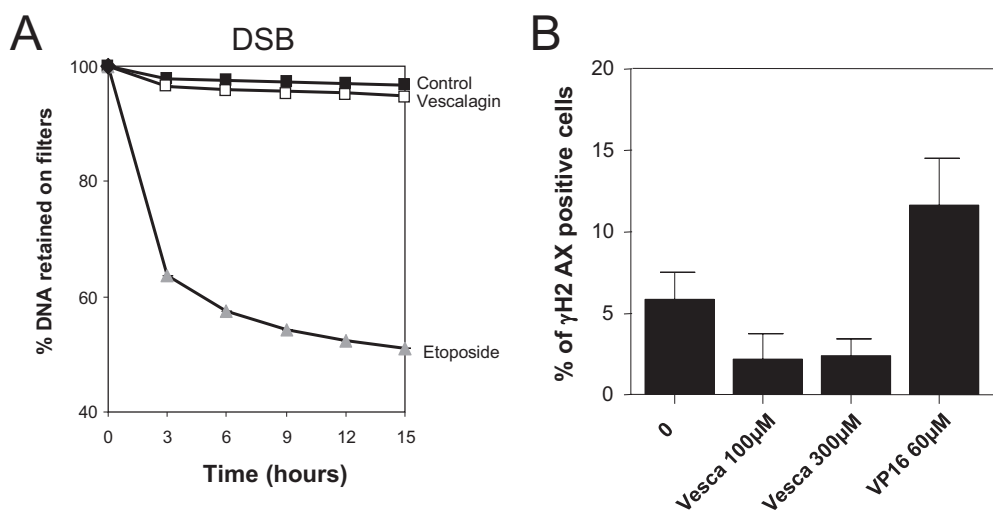 A
DSB
100
80
60
40
0
3
6
9
12
15
% DNA retained on filters
Time (hours)
Control
Vescalagin
Etoposide
B
20
15
10
5
0
% of γH2 AX positive cells
0
Vesca 100µM
Vesca 300µM
VP16 60µM